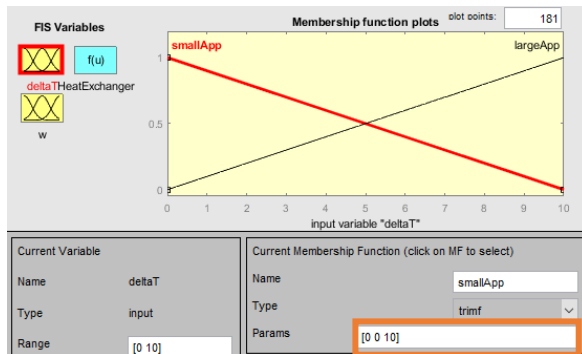 FIS Variables
Membership function plots
plot points:
181
f(u)
deltaTHeatExchanger
w
smallApp
largeApp
1
0.5
0
0 1 2 3 4 5 6 7 8 9 10
input variable "deltaT"
Current Variable
Name deltaT
Type input
Range [0 10]
Current Membership Function (click on MF to select)
Name smallApp
Type trimf
Params [0 0 10]